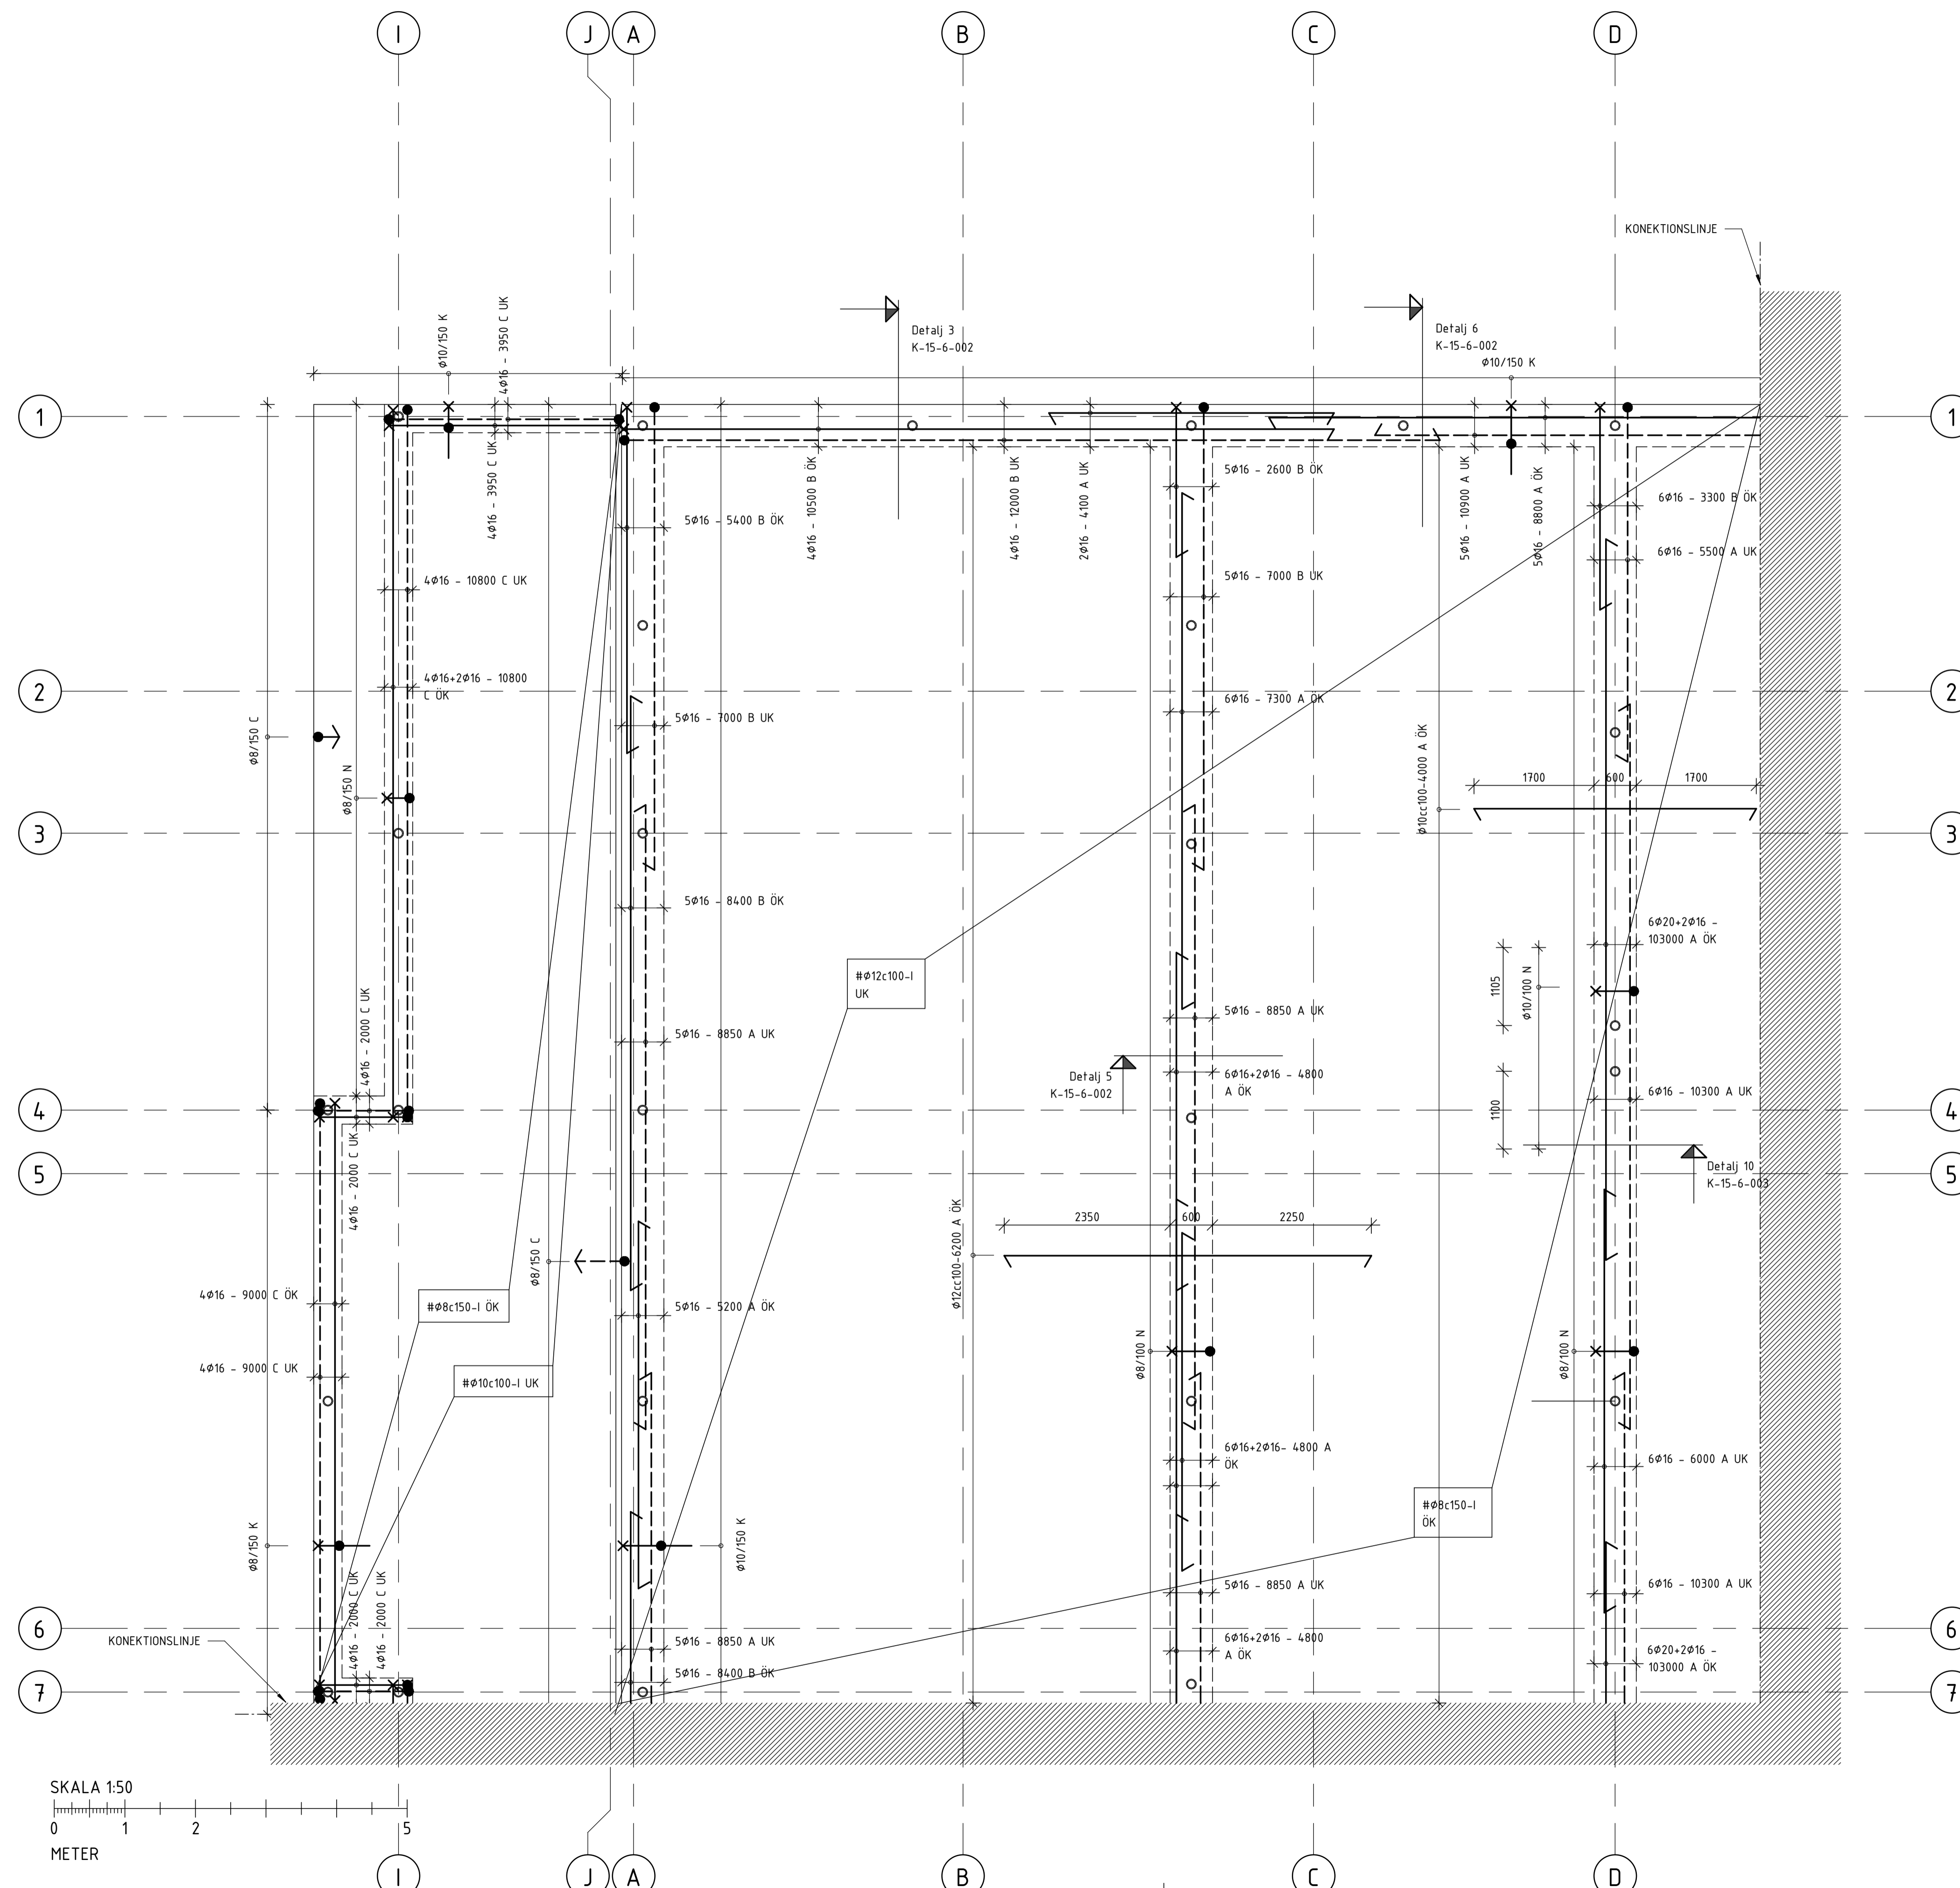 I
J
A
B
C
D
KONEKTIONSLINJE
Detalj 3
K-15-6-002
Detalj 6
K-15-6-002
ϕ10/150 K
4ϕ16 - 3950 C UK
ϕ10/150 K
1
1
4ϕ16 - 3950 C UK
4ϕ16 - 10500 B ÖK
4ϕ16 - 12000 B UK
2ϕ16 - 4100 A UK
5ϕ16 - 10900 A UK
5ϕ16 - 8800 A ÖK
5ϕ16 - 2600 B ÖK
6ϕ16 - 3300 B ÖK
5ϕ16 - 5400 B ÖK
6ϕ16 - 5500 A UK
4ϕ16 - 10800 C UK
5ϕ16 - 7000 B UK
4ϕ16+2ϕ16 - 10800
C ÖK
2
2
5ϕ16 - 7300 A ÖK
5ϕ16 - 7000 B UK
ϕ8/150 C
ϕ8/150 N
ϕ10cc100-4000 A ÖK
1700
600
1700
3
3
5ϕ16 - 8400 B ÖK
6ϕ20+2ϕ16 -
103000 A ÖK
#ϕ12c100-I
UK
1105
ϕ10/100 N
4ϕ16 - 2000 C UK
5ϕ16 - 8850 A UK
5ϕ16 - 8850 A UK
Detalj 5
K-15-6-002
6ϕ16+2ϕ16 - 4800
A ÖK
1100
6ϕ16 - 10300 A UK
4
4
4ϕ16 - 2000 C UK
5
5
Detalj 10
K-15-6-003
2350
600
2250
ϕ8/150 C
ϕ12cc100-6200 A ÖK
4ϕ16 - 9000 C ÖK
#ϕ8c150-I ÖK
5ϕ16 - 5200 A ÖK
4ϕ16 - 9000 C UK
#ϕ10c100-I UK
ϕ8/100 N
ϕ8/100 N
6ϕ16+2ϕ16- 4800 A
ÖK
6ϕ16 - 6000 A UK
#ϕ8c150-I
ÖK
ϕ8/150 K
ϕ10/150 K
4ϕ16 - 2000 C UK
4ϕ16 - 2000 C UK
5ϕ16 - 8850 A UK
6ϕ16 - 10300 A UK
6
6
KONEKTIONSLINJE
5ϕ16 - 8850 A UK
6ϕ16+2ϕ16 - 4800
A ÖK
6ϕ20+2ϕ16 -
103000 A ÖK
5ϕ16 - 8400 B ÖK
7
7
SKALA 1:50
0
1
2
5
METER
I
J
A
B
C
D